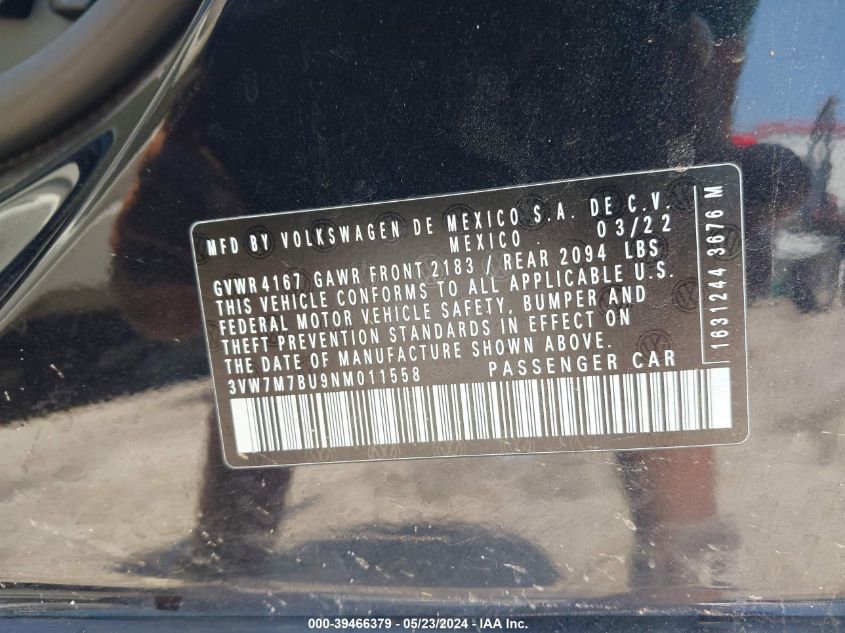 MFD BY VOLKSWAGEN DE MEXICO S.A. DE C.V.
MEXICO 03/22
GVWR 4167 GAWR FRONT 2183 / REAR 2094 LBS
THIS VEHICLE CONFORMS TO ALL APPLICABLE U.S.
FEDERAL MOTOR VEHICLE SAFETY, BUMPER AND
THEFT PREVENTION STANDARDS IN EFFECT ON
THE DATE OF MANUFACTURE SHOWN ABOVE.
3VW7M7BU9NM011558 PASSENGER CAR
1631244 3676 M
000-39466379 - 05/23/2024 - IAA Inc.